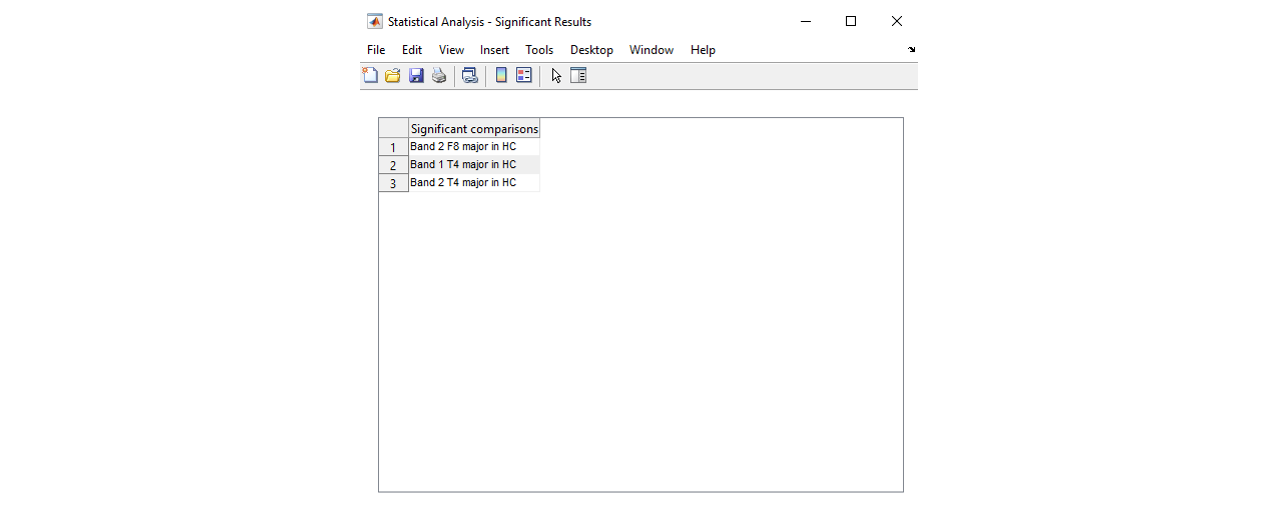 Statistical Analysis - Significant Results
File Edit View Insert Tools Desktop Window Help
Significant comparisons
1 Band 2 F8 major in HC
2 Band 1 T4 major in HC
3 Band 2 T4 major in HC